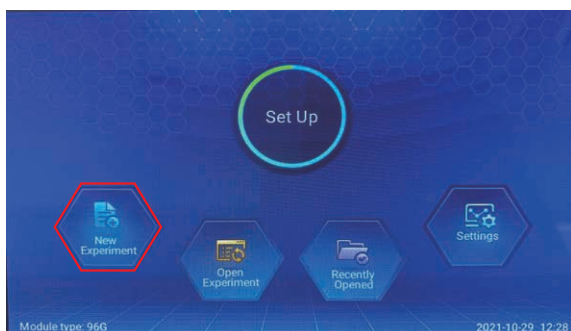 Set Up
New
Experiment
Open
Experiment
Recently
Opened
Settings
Module type: 96G
2021-10-29 12:28